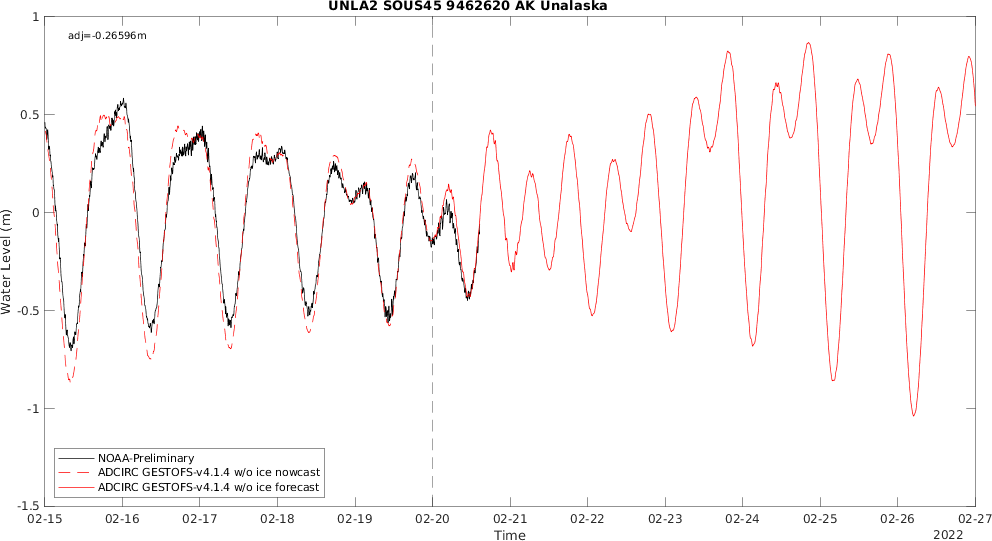 UNLA2 SOUS45 9462620 AK Unalaska
adj=-0.26596m
1
0.5
0
-0.5
-1
-1.5
Water Level (m)
NOAA-Preliminary
ADCIRC GESTOFS-v4.1.4 w/o ice nowcast
ADCIRC GESTOFS-v4.1.4 w/o ice forecast
02-15 02-16 02-17 02-18 02-19 02-20 02-21 02-22 02-23 02-24 02-25 02-26 02-27
Time
2022